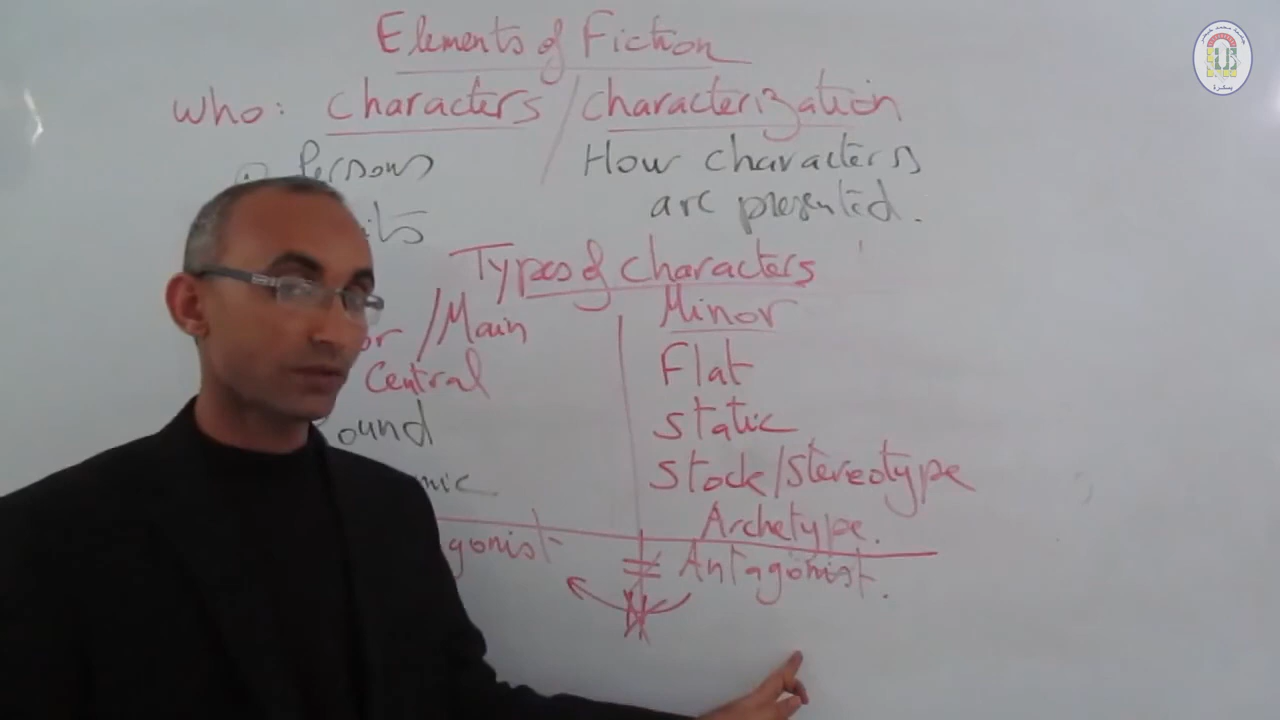 Elements of Fiction
Who: characters / characterization
Persons How characters
are presented.
Types of characters
/ Main Minor
Central Flat
static
Stock/stereotype
Archetype.
≠ Antagonist.